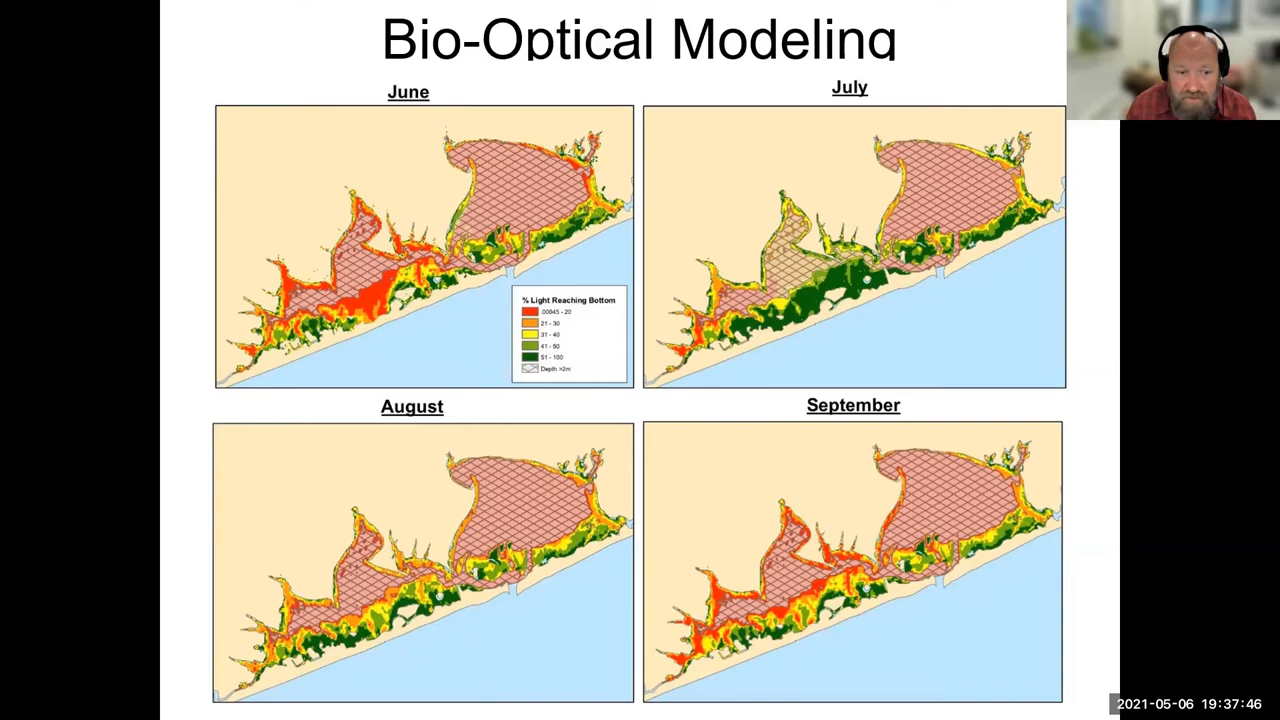 Bio-Optical Modeling
June
July
% Light Reaching Bottom
.00045 - 20
21 - 30
31 - 40
41 - 50
51 - 100
Depth >2m
August
September
2021-05-06 19:37:46